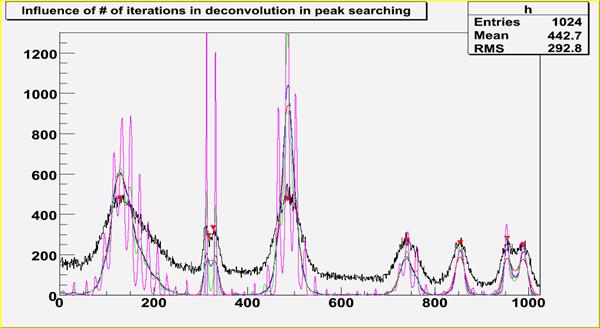 Influence of # of iterations in deconvolution in peak searching
h
Entries 1024
Mean 442.7
RMS 292.8
1200
1000
800
600
400
200
0
0 200 400 600 800 1000